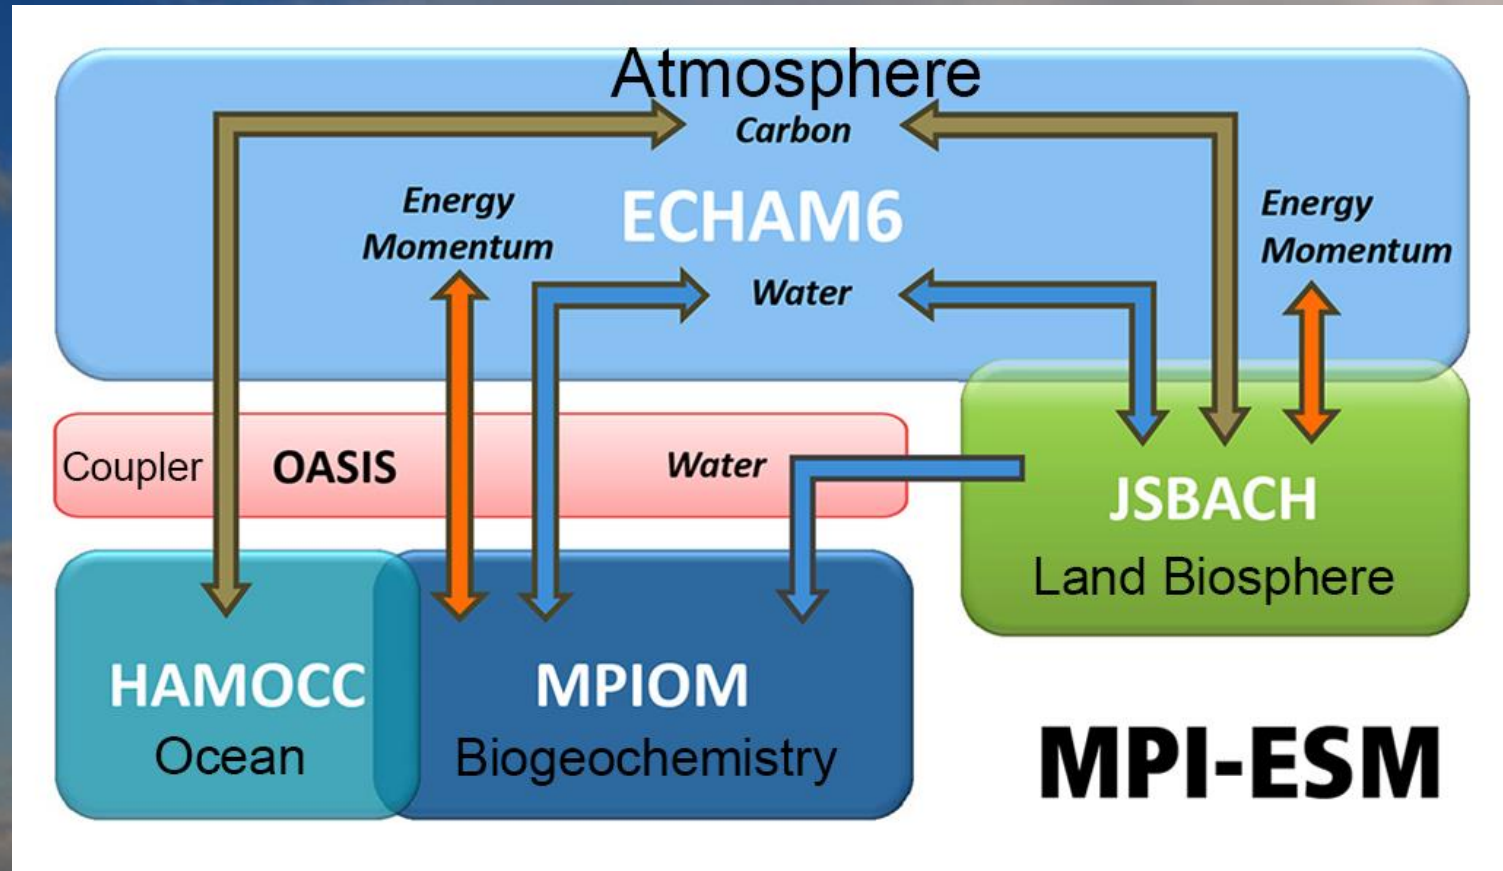 Atmosphere
Carbon
Energy
Momentum
ECHAM6
Energy
Momentum
Water
Coupler
OASIS
Water
JSBACH
Land Biosphere
HAMOCC
Ocean
MPIOM
Biogeochemistry
MPI-ESM